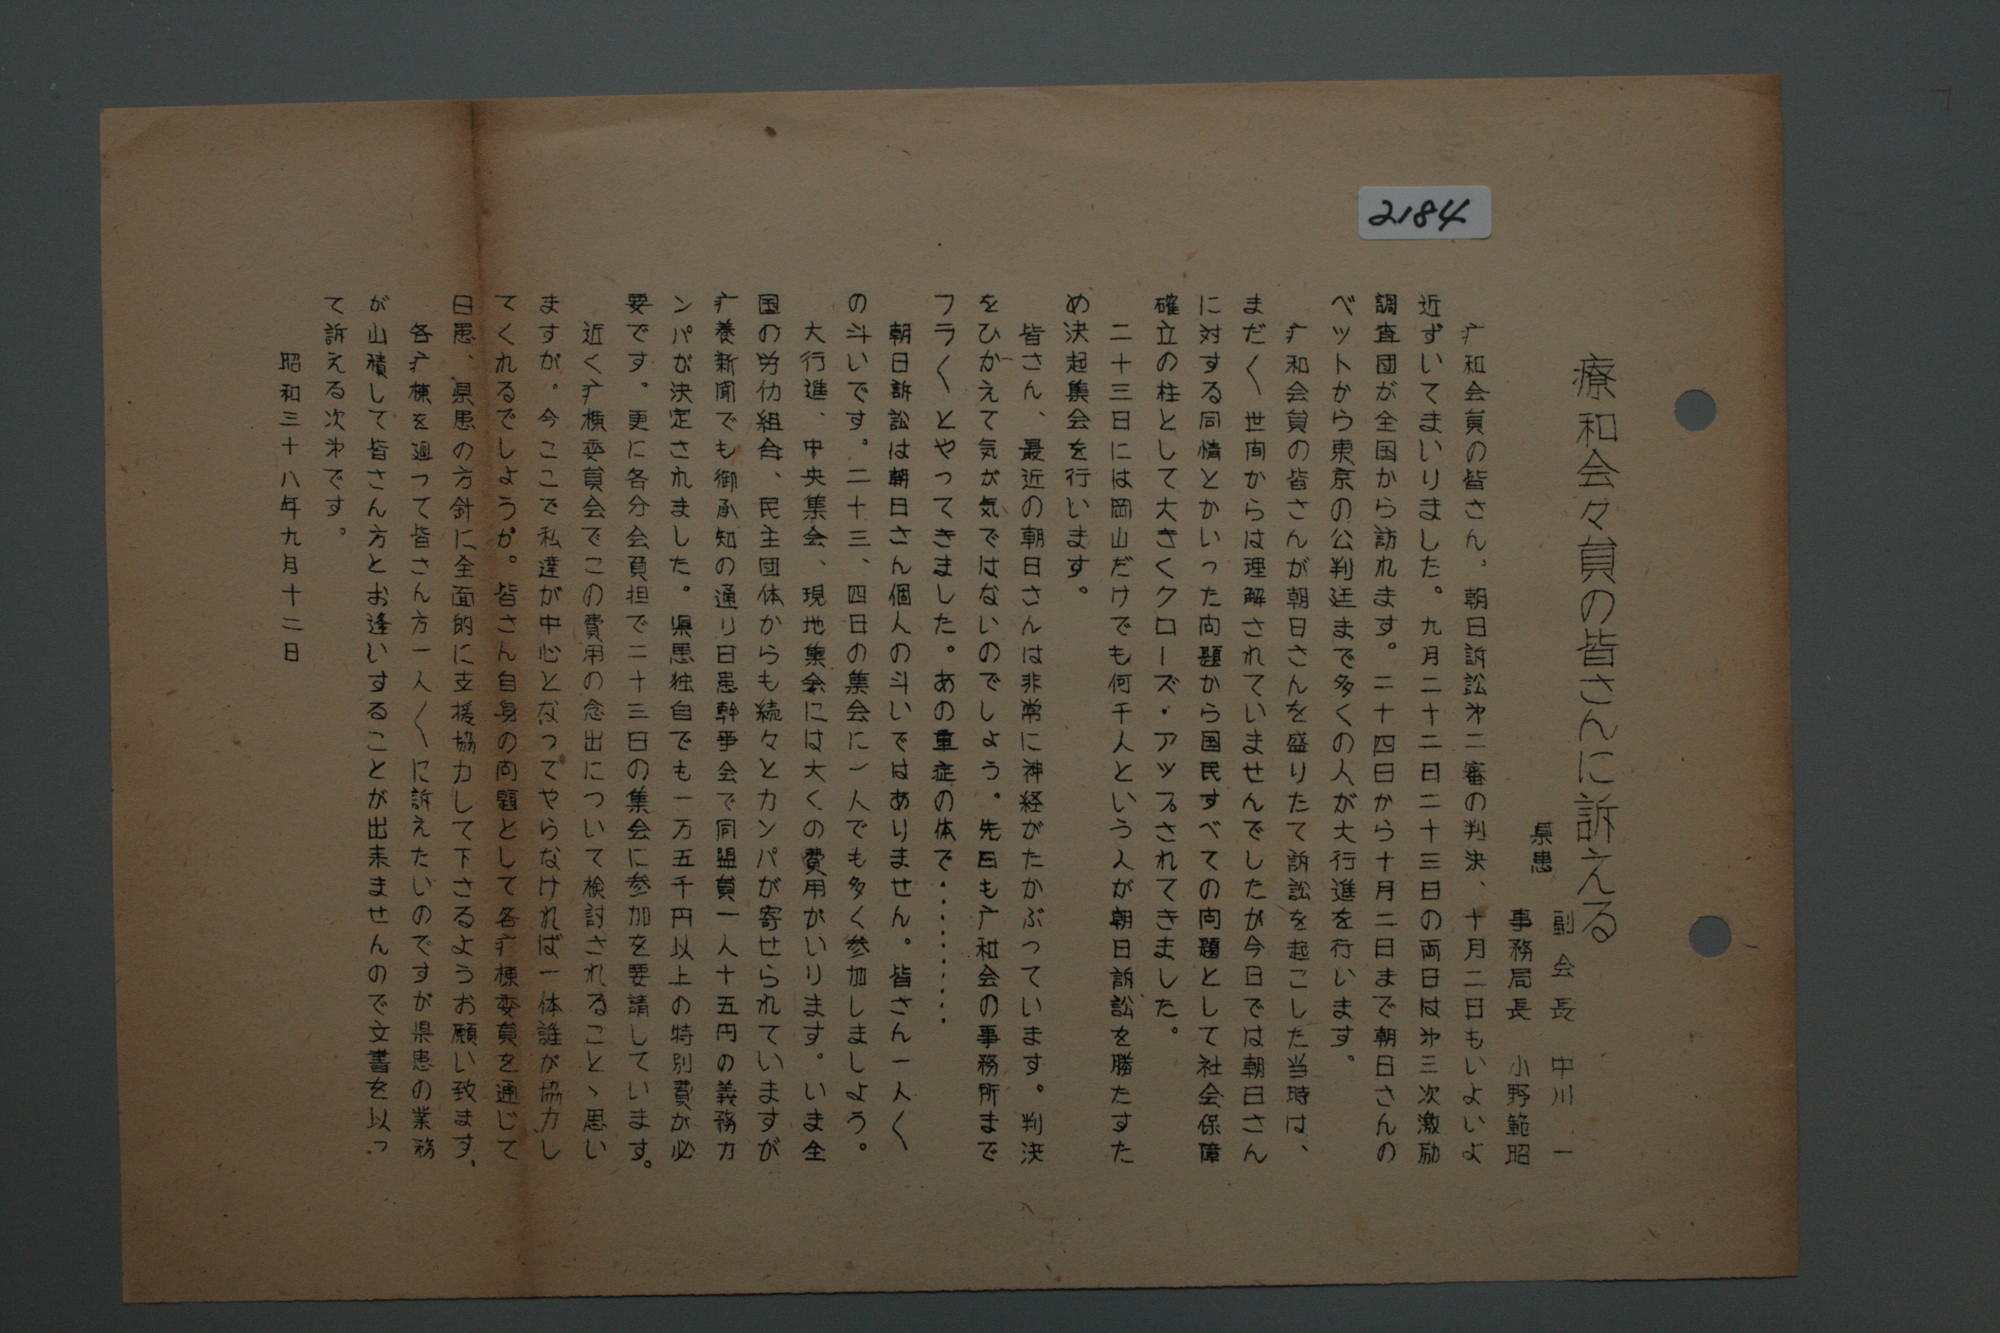 2184
療和会々員の皆さんに訴える
県患
副会長　中川　一
事務局長　小野範昭
疒和会員の皆さん。朝日訴訟㐧二審の判決、十月二日もいよいよ
近ずいてまいりました。九月二十二日二十三日の両日は㐧三次激励
調査団が全国から訪れます。二十四日から十月二日まで朝日さんの
ベットから東京の公判廷まで多くの人が大行進を行います。
疒和会員の皆さんが朝日さんを盛りたて訴訟を起こした当時は、
まだ〱世间からは理解されていませんでしたが今日では朝日さん
に対する同情とかいった向題から国民すべての向題として社会保障
確立の柱として大きくクローズ・アップされてきました。
二十三日には岡山だけでも何千人という人が朝日訴訟を勝たすた
め決起集会を行います。
皆さん、最近の朝日さんは非常に神経がたかぶっています。判決
をひかえて気が気ではないのでしょう。先日も疒和会の事務所まで
フラ〱とやってきました。あの重症の体で・・・・・・・・
朝日訴訟は朝日さん個人の斗いではありません。皆さん一人〱
の斗いです。二十三、四日の集会に一人でも多く参加しましよう。
大行進、中央集会、現地集会には大くの費用がいります。いま全
国の労仂組合、民主団体からも続々とカンパが寄せられていますが
疒養新聞でも御承知の通り日患幹事会で同盟員一人十五円の義務カ
ンパが決定されました。県患独自でも一万五千円以上の特別費が必
要です。更に各分会負担で二十三日の集会に参加を要請しています。
近く疒棟委員会でこの費用の念出について検討されることゝ思い
ますが。今ここで私達が中心となってやらなければ一体誰が協力し
てくれるでしようか。皆さん自身の向題として各疒棟委員を通じて
日患、県患の方針に全面的に支援協力して下さるようお願い致ます、
各疒棟を廻って皆さん方一人〱に訴えたいのですが県患の業務
が山積して皆さん方とお逢いすることが出来ませんので文書を以っ
て訴える次㐧です。
昭和三十八年九月十二日